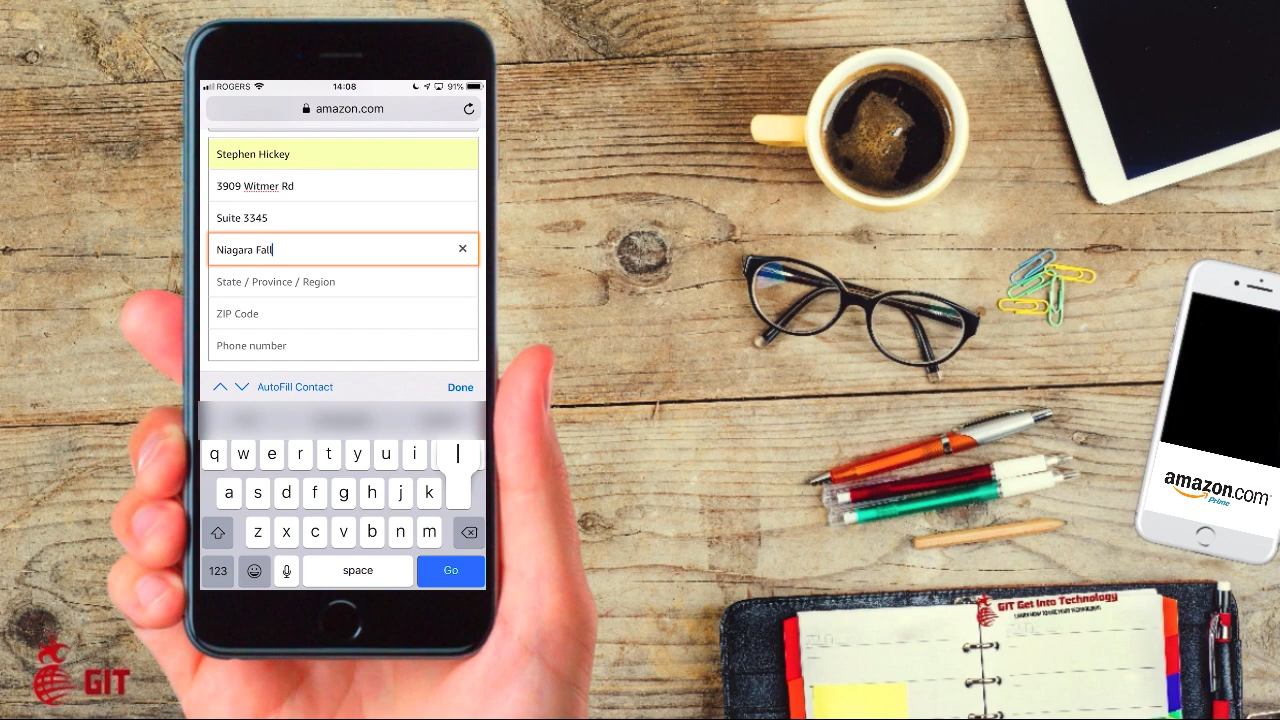 ROGERS 14:08 91%
amazon.com
Stephen Hickey
3909 Witmer Rd
Suite 3345
Niagara Fall
State / Province / Region
ZIP Code
Phone number
AutoFill Contact Done
q w e r t y u i l
a s d f g h j k
z x c v b n m
123 space Go
GIT
amazon.com
Prime
GIT Get Into Technology